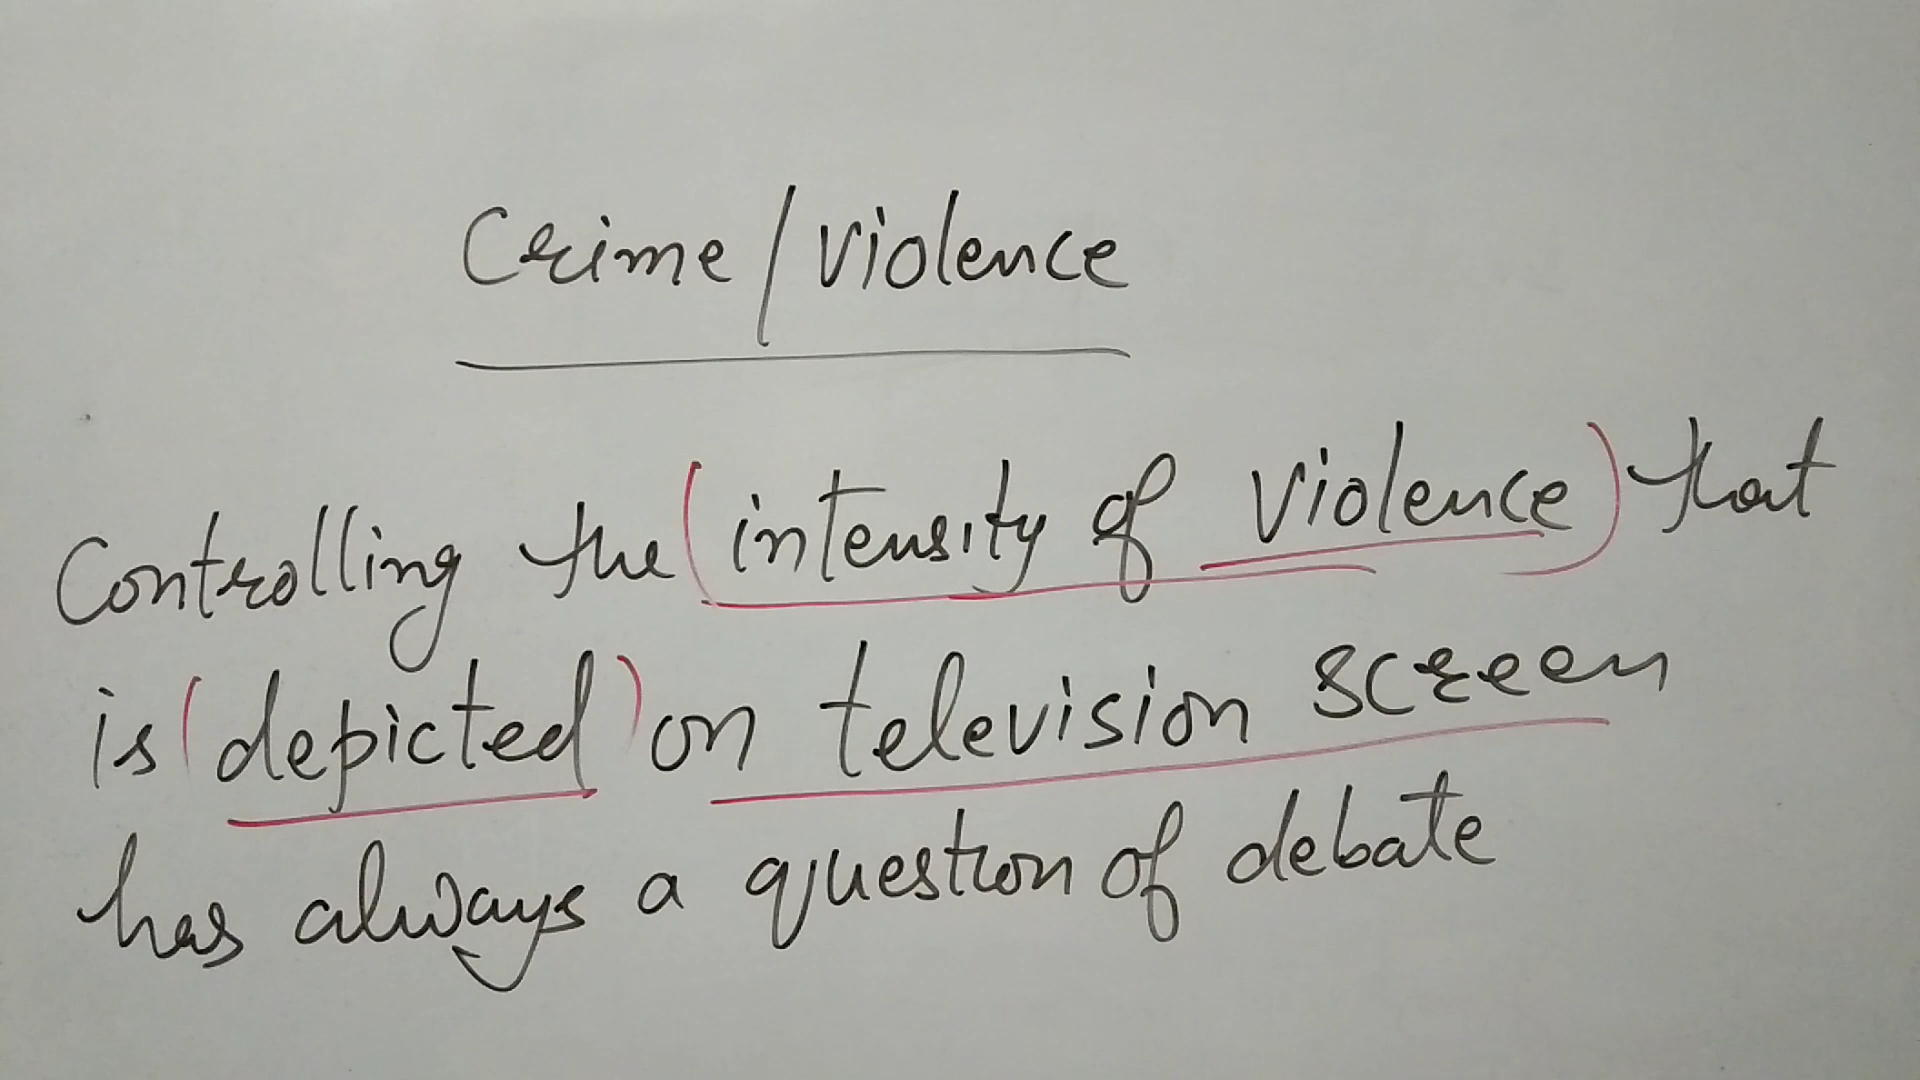 Crime/violence
Controlling the (intensity of violence) that
is (depicted) on television screen
has always a question of debate